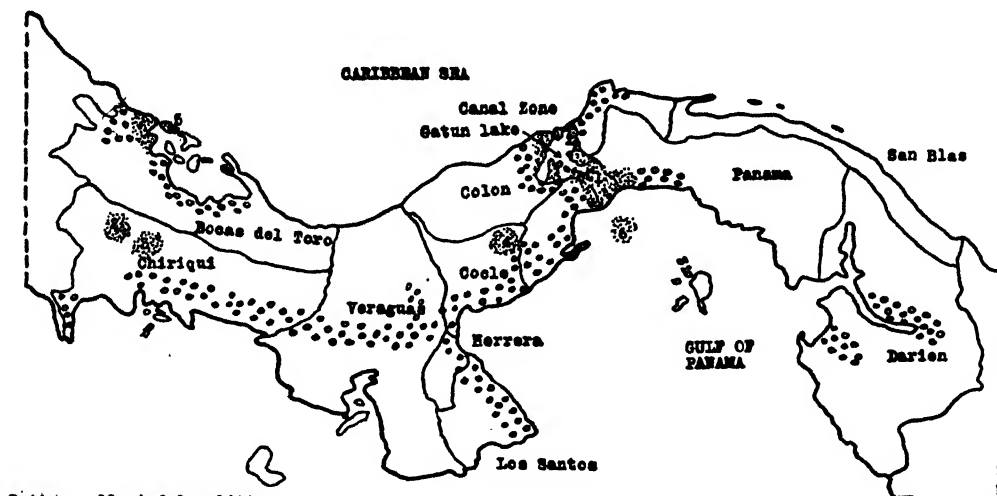 CARIBBEAN SEA
Canal Zone
Gatun lake
San Blas
Colon
Panama
Bocas del Toro
Chiriqui
Cocle
Veraguas
Herrera
GULF OF
PANAMA
Darien
Los Santos
5